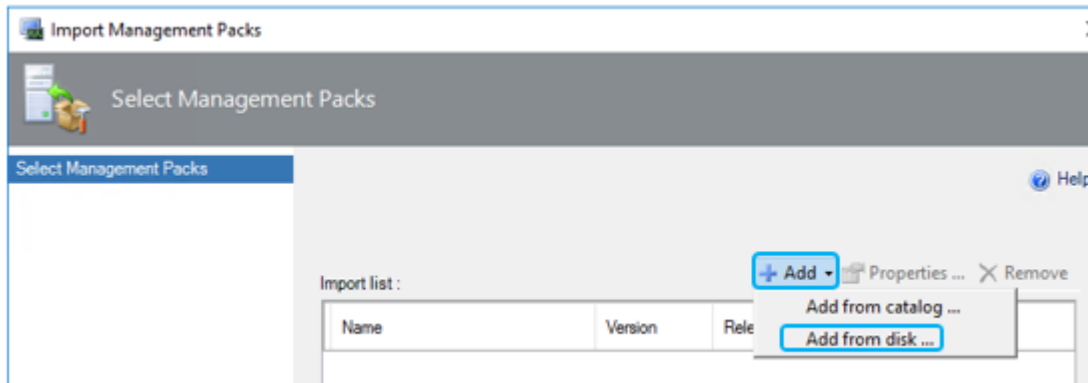 Import Management Packs
Select Management Packs
Select Management Packs
Help
Import list :
Add Properties ... Remove
Add from catalog ...
Add from disk ...
Name Version